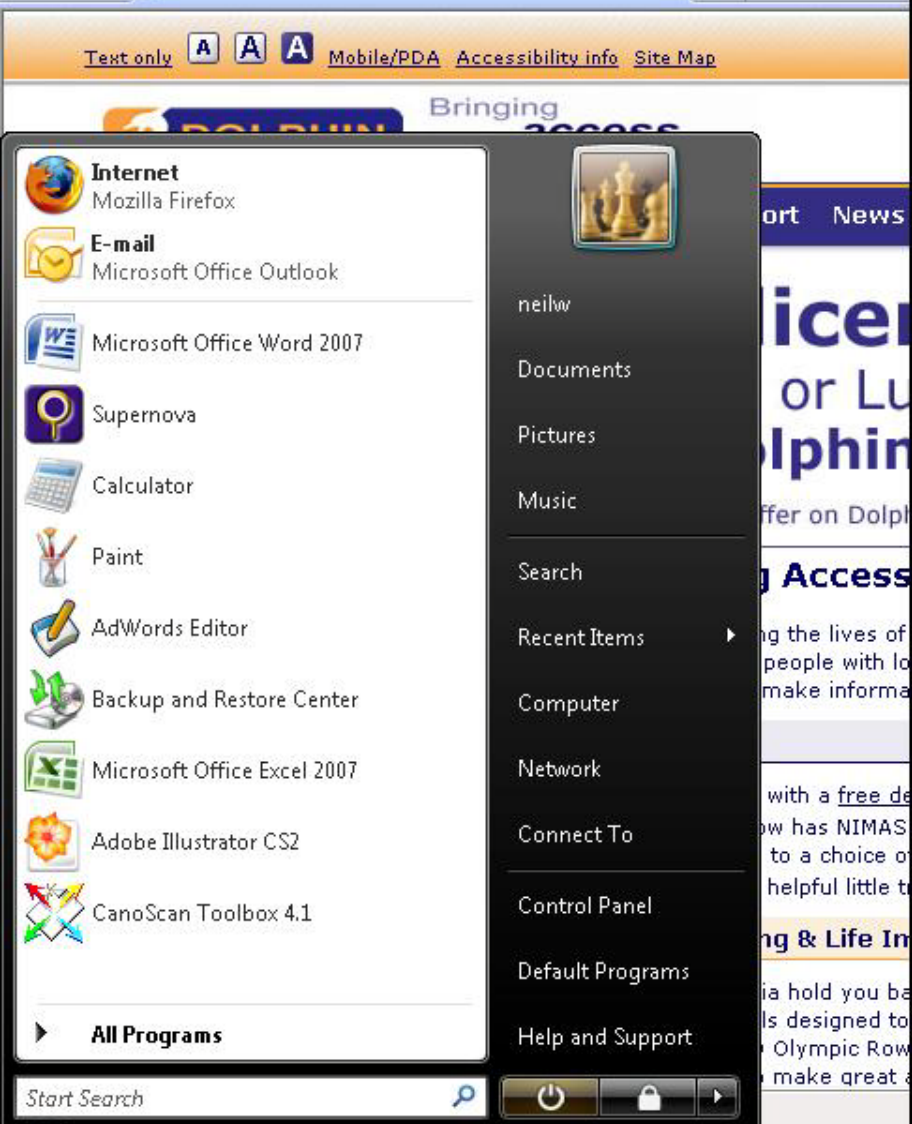 Text only A A A Mobile/PDA Accessibility info Site Map
Bringing
DOLPHIN access
Internet
Mozilla Firefox
E-mail
Microsoft Office Outlook
Microsoft Office Word 2007
Supernova
Calculator
Paint
AdWords Editor
Backup and Restore Center
Microsoft Office Excel 2007
Adobe Illustrator CS2
CanoScan Toolbox 4.1
All Programs
Start Search
neilw
Documents
Pictures
Music
Search
Recent Items
Computer
Network
Connect To
Control Panel
Default Programs
Help and Support
ort News
licen
or Lu
olphin
ffer on Dolph
g Access
ng the lives of
people with lo
make informa
with a free de
ow has NIMAS
to a choice of
helpful little t
ng & Life Im
ia hold you ba
ls designed to
Olympic Row
make great a